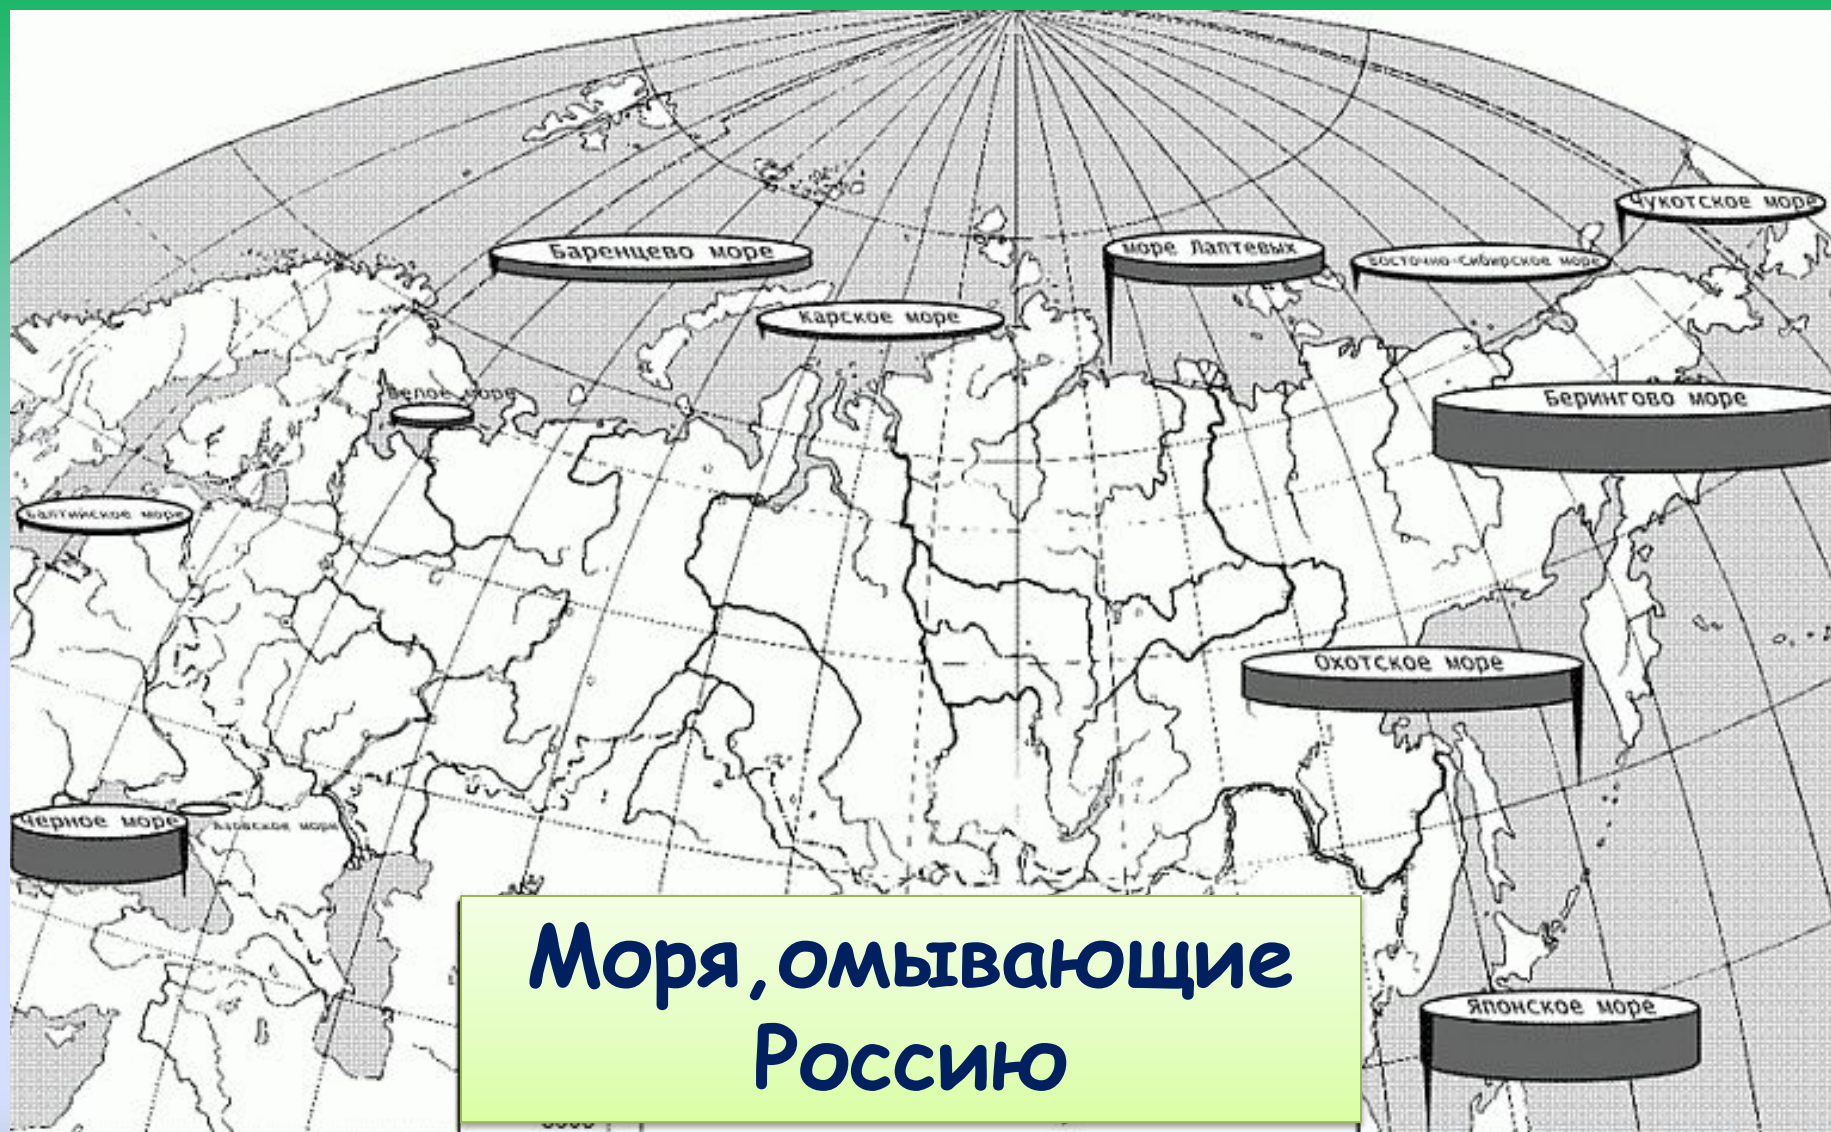 Чукотское море
Баренцево море
море Лаптевых
Восточно-Сибирское море
Карское море
Белое море
Берингово море
Балтийское море
Охотское море
Черное море
Азовское море
Моря,омывающие
Россию
Японское море